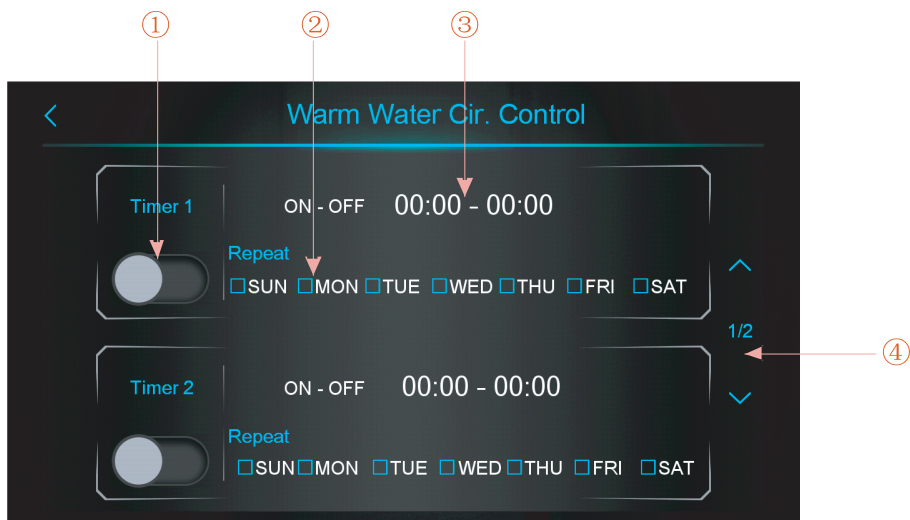 ① ② ③
Warm Water Cir. Control
Timer 1 ON - OFF 00:00 - 00:00
Repeat
SUN MON TUE WED THU FRI SAT
1/2
④
Timer 2 ON - OFF 00:00 - 00:00
Repeat
SUN MON TUE WED THU FRI SAT